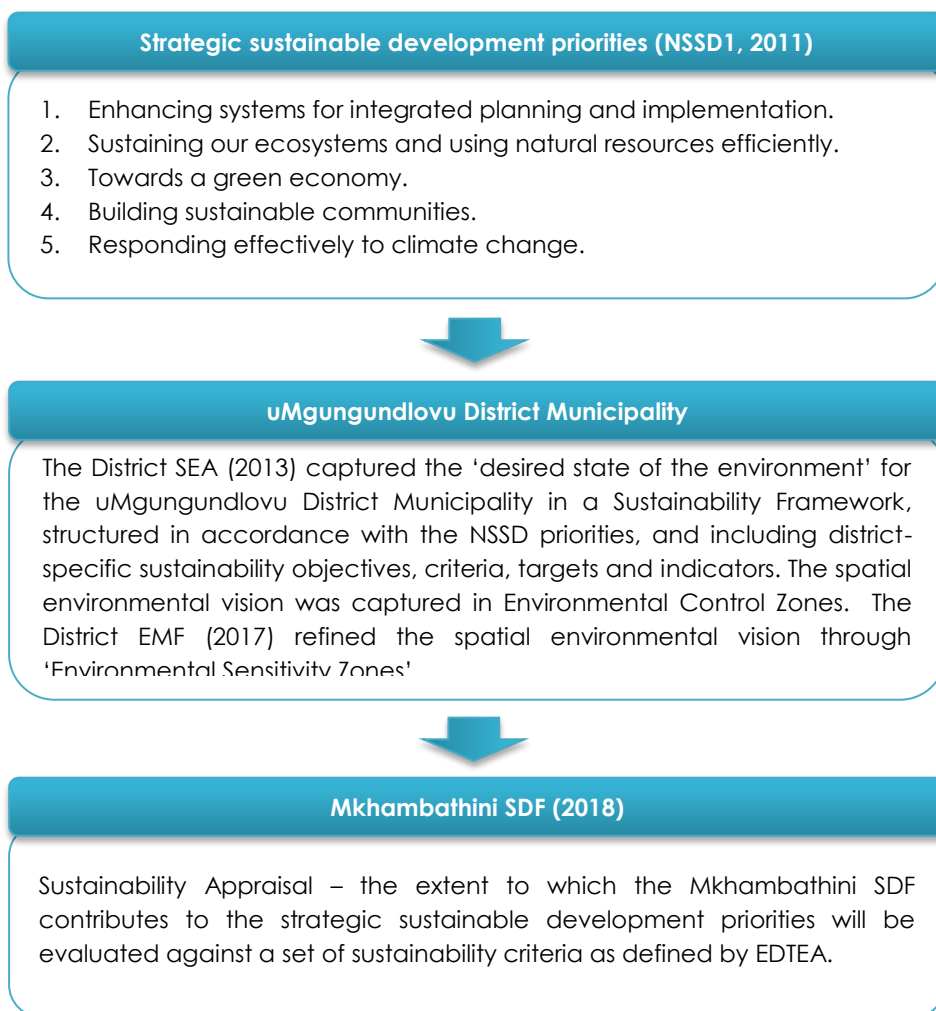 Strategic sustainable development priorities (NSSD1, 2011)
1. Enhancing systems for integrated planning and implementation.
2. Sustaining our ecosystems and using natural resources efficiently.
3. Towards a green economy.
4. Building sustainable communities.
5. Responding effectively to climate change.
uMgungundlovu District Municipality
The District SEA (2013) captured the ‘desired state of the environment’ for
the uMgungundlovu District Municipality in a Sustainability Framework,
structured in accordance with the NSSD priorities, and including district-
specific sustainability objectives, criteria, targets and indicators. The spatial
environmental vision was captured in Environmental Control Zones. The
District EMF (2017) refined the spatial environmental vision through
‘Environmental Sensitivity Zones’
Mkhambathini SDF (2018)
Sustainability Appraisal – the extent to which the Mkhambathini SDF
contributes to the strategic sustainable development priorities will be
evaluated against a set of sustainability criteria as defined by EDTEA.